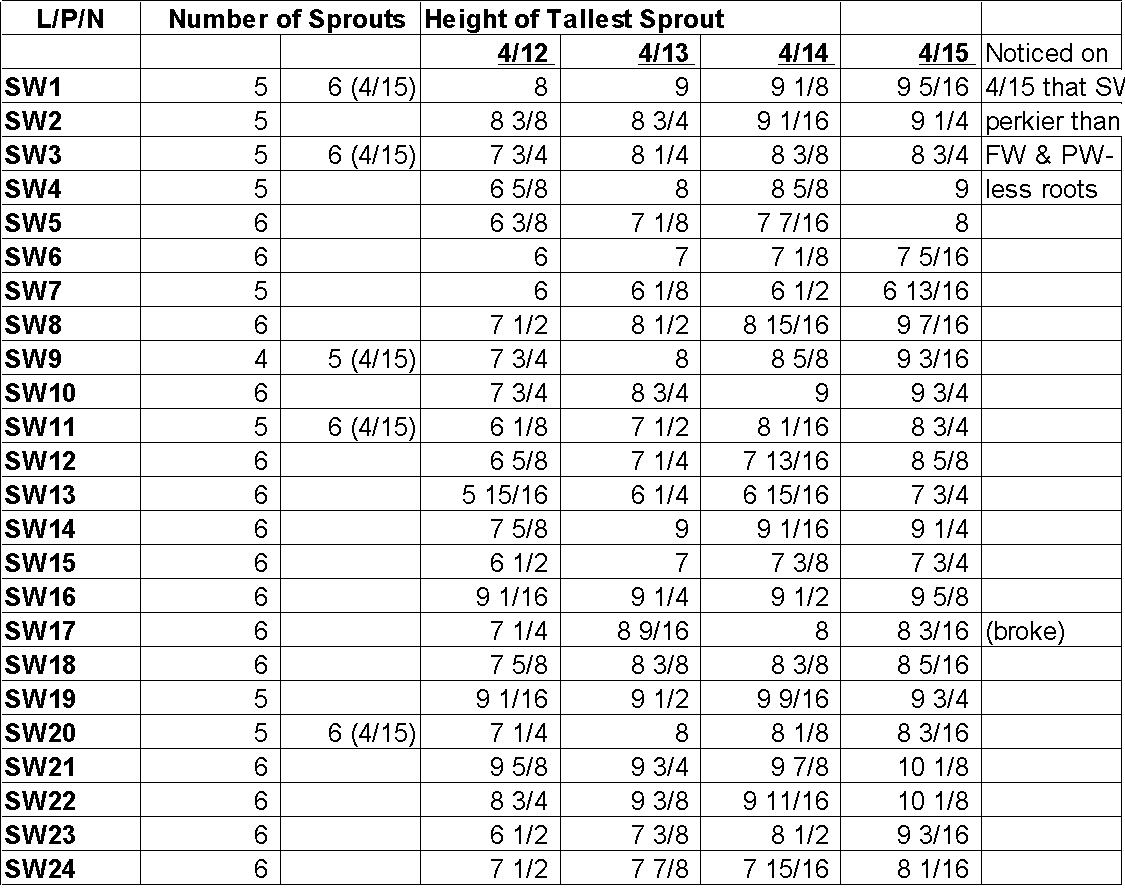 L/P/N Number of Sprouts Height of Tallest Sprout
4/12 4/13 4/14 4/15 Noticed on
SW1 5 6 (4/15) 8 9 9 1/8 9 5/16 4/15 that SW
SW2 5 8 3/8 8 3/4 9 1/16 9 1/4 perkier than
SW3 5 6 (4/15) 7 3/4 8 1/4 8 3/8 8 3/4 FW & PW-
SW4 5 6 5/8 8 8 5/8 9 less roots
SW5 6 6 3/8 7 1/8 7 7/16 8
SW6 6 6 7 7 1/8 7 5/16
SW7 5 6 6 1/8 6 1/2 6 13/16
SW8 6 7 1/2 8 1/2 8 15/16 9 7/16
SW9 4 5 (4/15) 7 3/4 8 8 5/8 9 3/16
SW10 6 7 3/4 8 3/4 9 9 3/4
SW11 5 6 (4/15) 6 1/8 7 1/2 8 1/16 8 3/4
SW12 6 6 5/8 7 1/4 7 13/16 8 5/8
SW13 6 5 15/16 6 1/4 6 15/16 7 3/4
SW14 6 7 5/8 9 9 1/16 9 1/4
SW15 6 6 1/2 7 7 3/8 7 3/4
SW16 6 9 1/16 9 1/4 9 1/2 9 5/8
SW17 6 7 1/4 8 9/16 8 8 3/16 (broke)
SW18 6 7 5/8 8 3/8 8 3/8 8 5/16
SW19 5 9 1/16 9 1/2 9 9/16 9 3/4
SW20 5 6 (4/15) 7 1/4 8 8 1/8 8 3/16
SW21 6 9 5/8 9 3/4 9 7/8 10 1/8
SW22 6 8 3/4 9 3/8 9 11/16 10 1/8
SW23 6 6 1/2 7 3/8 8 1/2 9 3/16
SW24 6 7 1/2 7 7/8 7 15/16 8 1/16